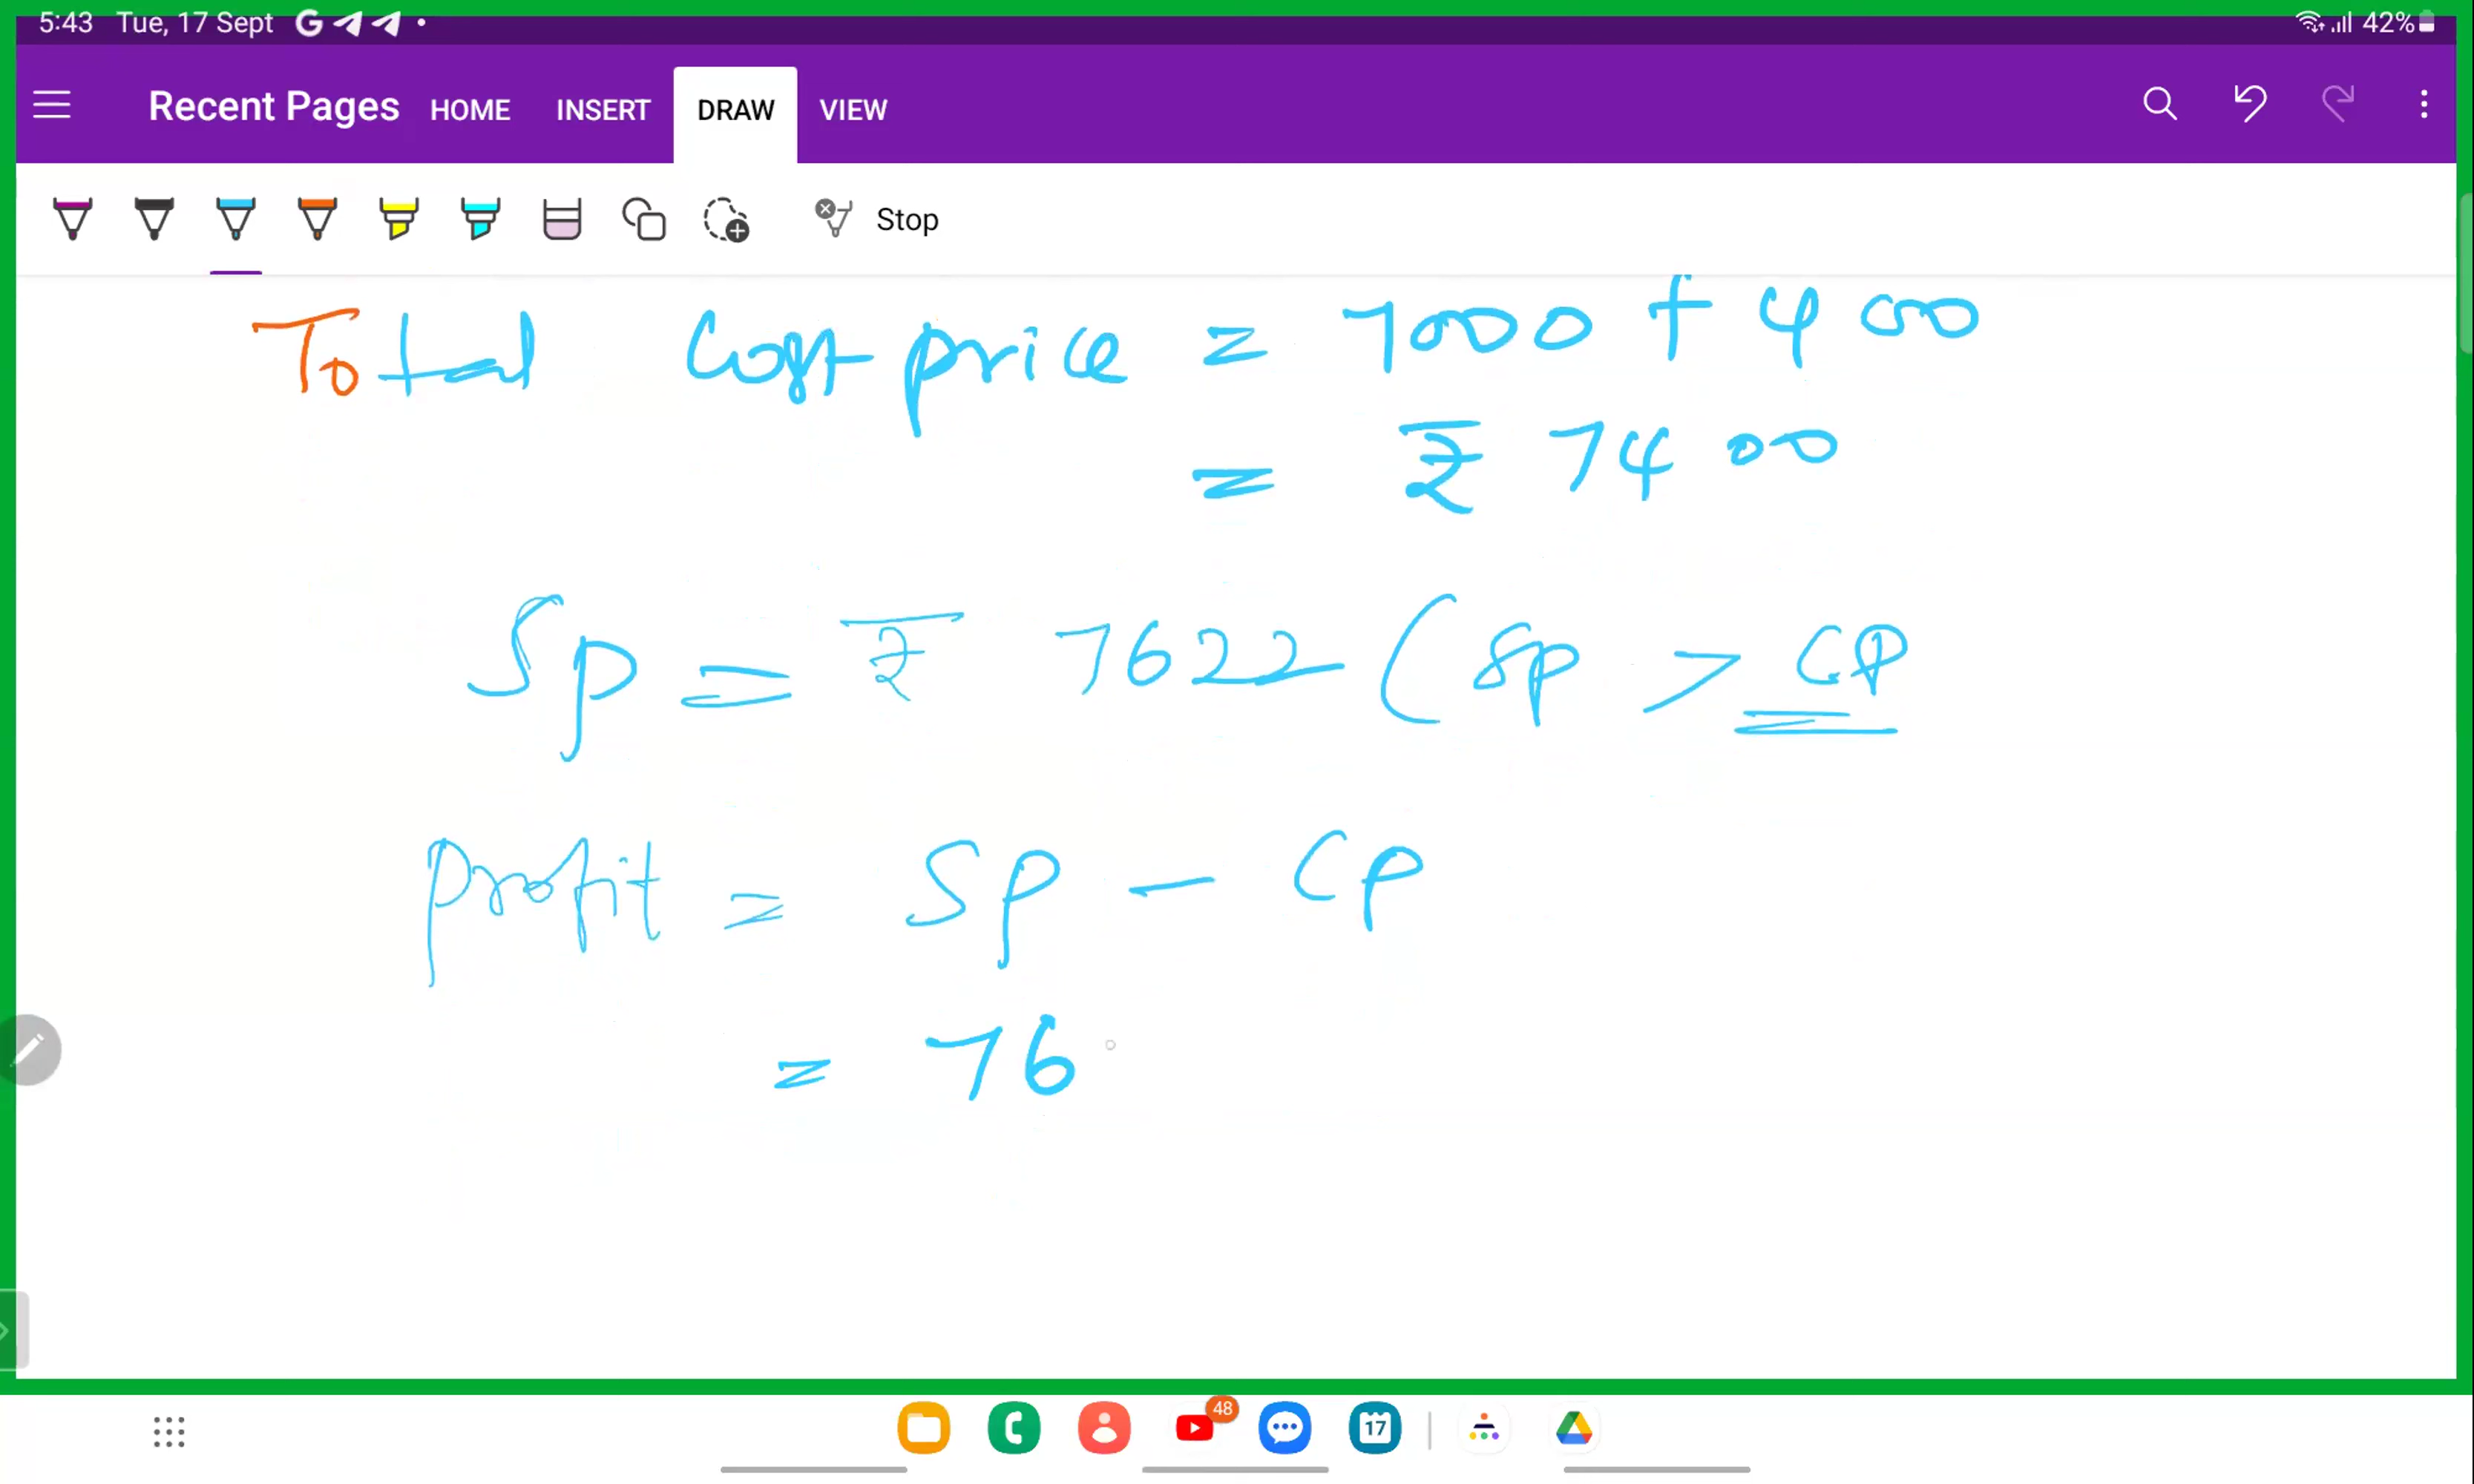 5:43 Tue, 17 Sept 42%
Recent Pages HOME INSERT DRAW VIEW
Stop
Total Cost price = 7000 + 400
= ₹ 7400
SP = ₹ 7622 (SP > CP
profit = SP - CP
= 76
48
17